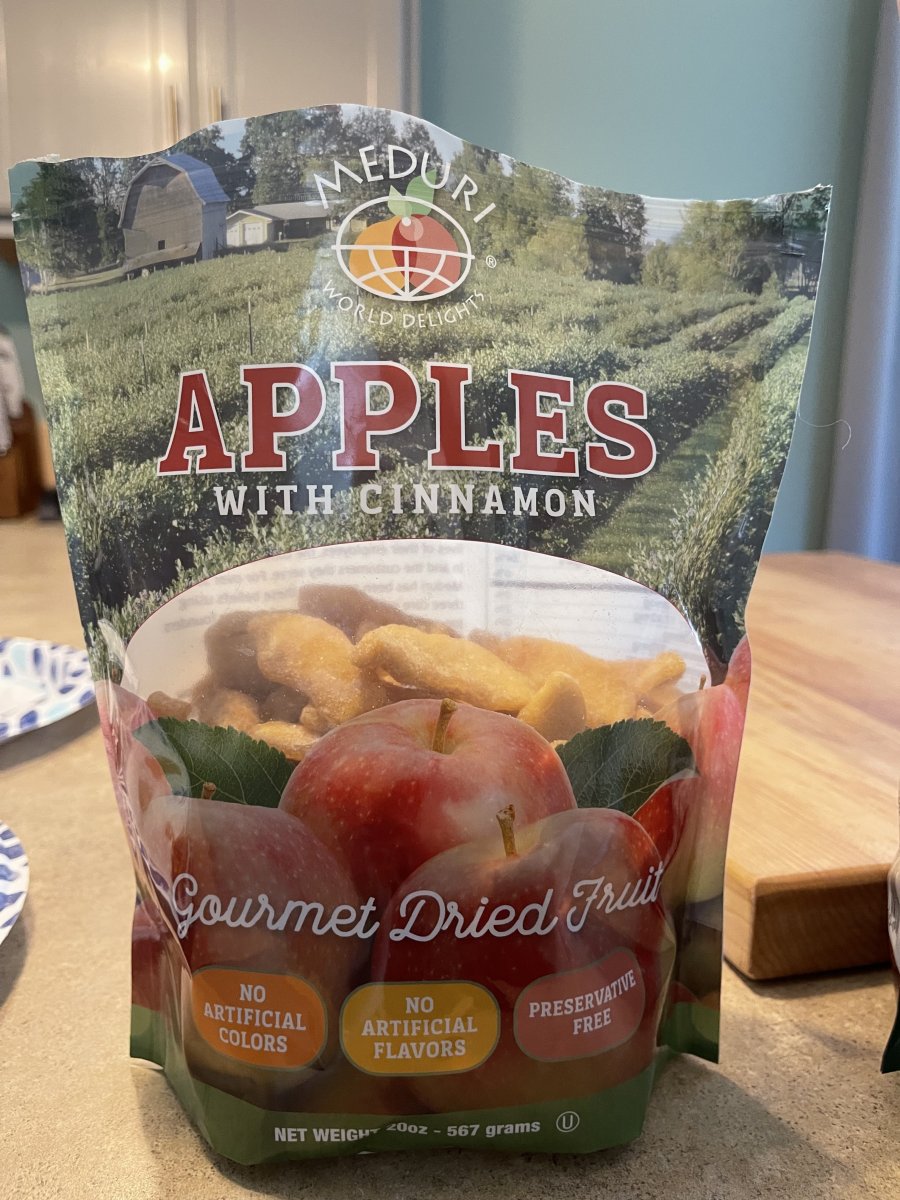 MEDURI
®
WORLD DELIGHTS
APPLES
WITH CINNAMON
Gourmet Dried Fruit
NO
ARTIFICIAL
COLORS
NO
ARTIFICIAL
FLAVORS
PRESERVATIVE
FREE
NET WEIGHT 20oz - 567 grams U